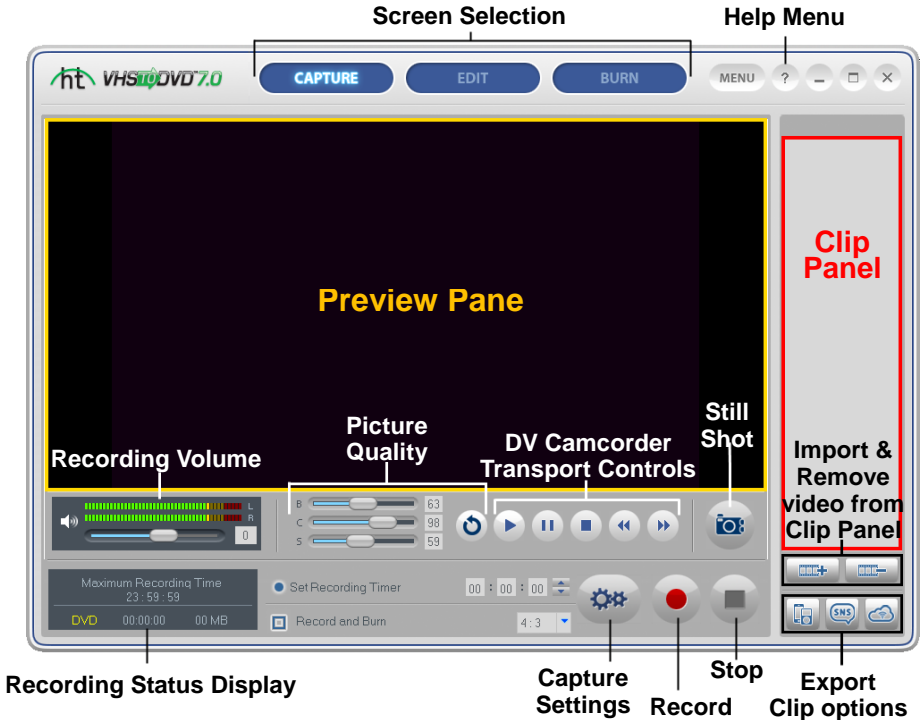 Screen Selection
Help Menu
ht VHS TO DVD 7.0
CAPTURE
EDIT
BURN
MENU
?
Clip
Panel
Preview Pane
Recording Volume
Picture
Quality
DV Camcorder
Transport Controls
Still
Shot
Import &
Remove
video from
Clip Panel
L
R
0
B
63
C
98
S
59
Maximum Recording Time
23 : 59 : 59
DVD
00:00:00
00 MB
Set Recording Timer
00 : 00 : 00
Record and Burn
4 : 3
SNS
Recording Status Display
Capture
Settings
Record
Stop
Export
Clip options